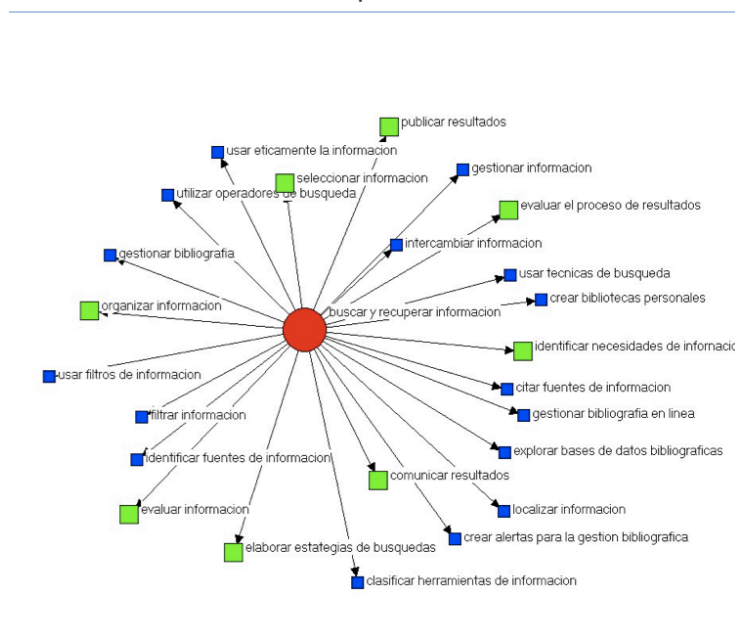 publicar resultados
usar eticamente la informacion
gestionar informacion
seleccionar informacion
utilizar operadores de busqueda
evaluar el proceso de resultados
intercambiar informacion
gestionar bibliografia
usar tecnicas de busqueda
crear bibliotecas personales
organizar informacion
buscar y recuperar informacion
identificar necesidades de informacio
usar filtros de informacion
citar fuentes de informacion
filtrar informacion
gestionar bibliografia en linea
explorar bases de datos bibliograficas
identificar fuentes de informacion
comunicar resultados
evaluar informacion
localizar informacion
crear alertas para la gestion bibliografica
elaborar estategias de busquedas
clasificar herramientas de informacion